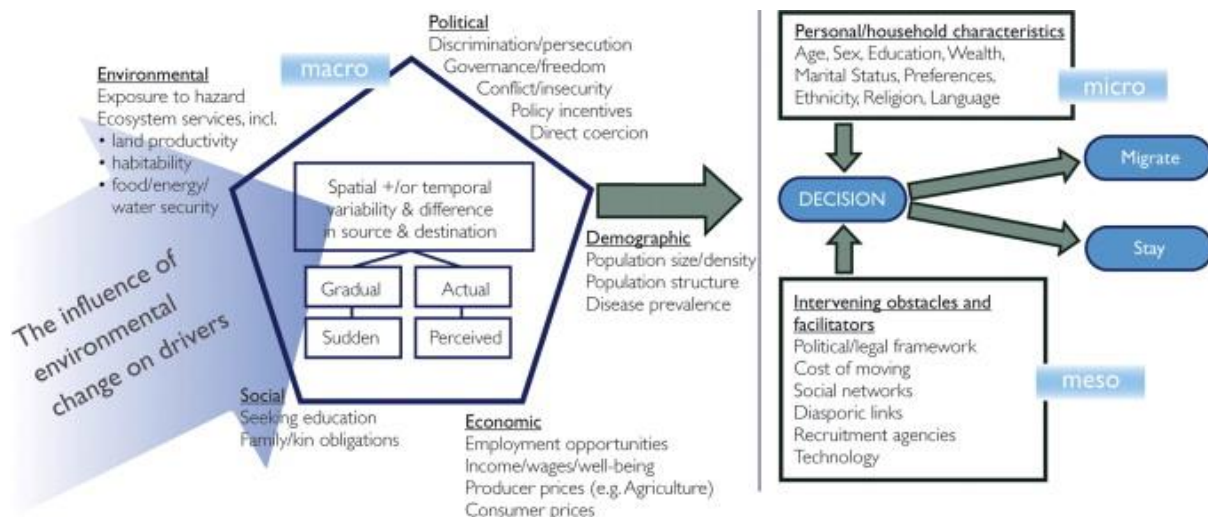 Political
Discrimination/persecution
Governance/freedom
Conflict/insecurity
Policy incentives
Direct coercion
macro
Environmental
Exposure to hazard
Ecosystem services, incl.
• land productivity
• habitability
• food/energy/
water security
Spatial +/or temporal
variability & difference
in source & destination
Gradual
Actual
Sudden
Perceived
The influence of
environmental
change on drivers
Demographic
Population size/density
Population structure
Disease prevalence
Social
Seeking education
Family/kin obligations
Economic
Employment opportunities
Income/wages/well-being
Producer prices (e.g. Agriculture)
Consumer prices
Personal/household characteristics
Age, Sex, Education, Wealth,
Marital Status, Preferences,
Ethnicity, Religion, Language
micro
DECISION
Migrate
Stay
Intervening obstacles and
facilitators
Political/legal framework
Cost of moving
Social networks
Diasporic links
Recruitment agencies
Technology
meso